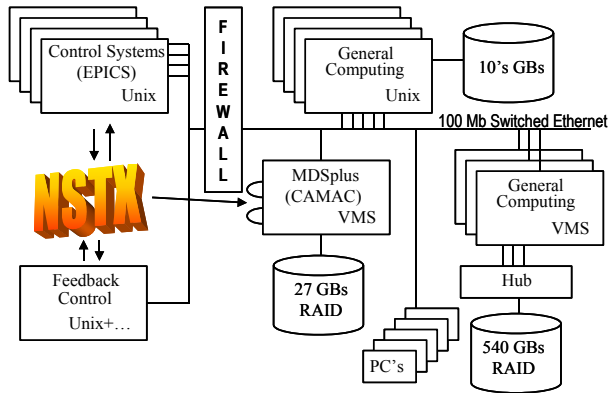 Control Systems
(EPICS)
Unix
FIREWALL
General
Computing
Unix
10's GBs
100 Mb Switched Ethernet
NSTX
MDSplus
(CAMAC)
VMS
General
Computing
VMS
Feedback
Control
Unix+...
27 GBs
RAID
Hub
PC's
540 GBs
RAID